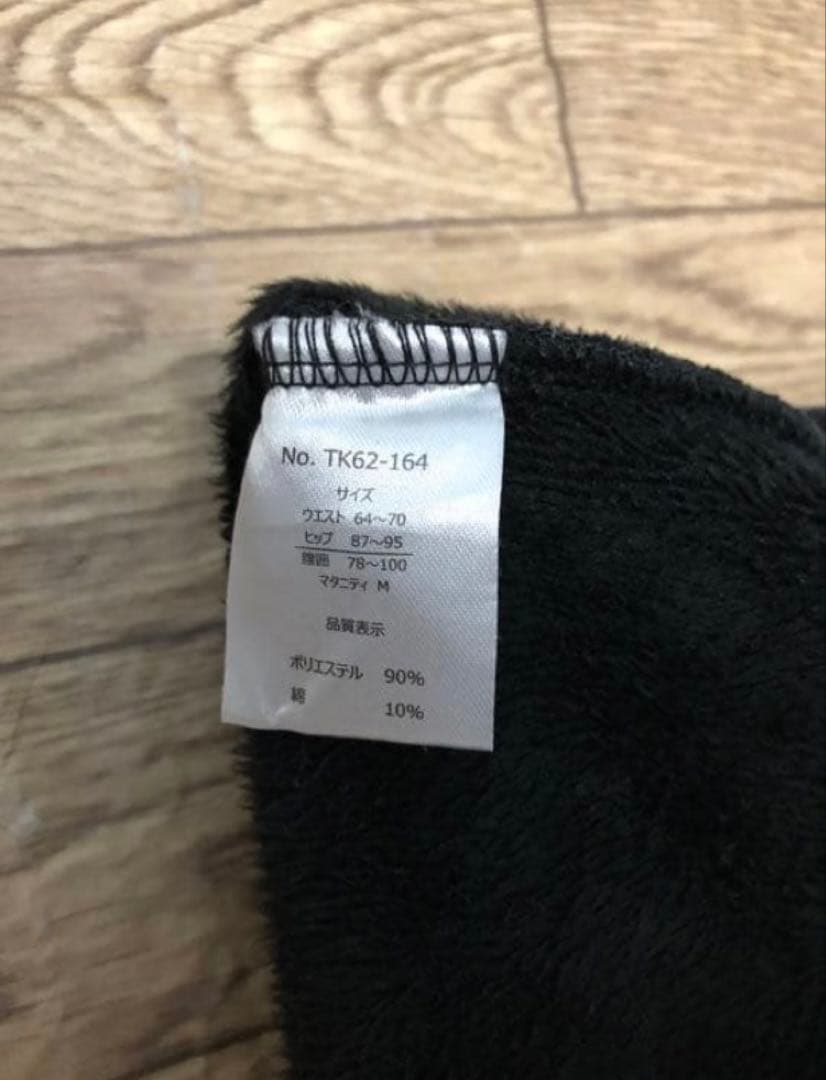 No. TK62-164
サイズ
ウエスト 64～70
ヒップ 87～95
腹囲 78～100
マタニティ M
品質表示
ポリエステル 90%
綿 10%